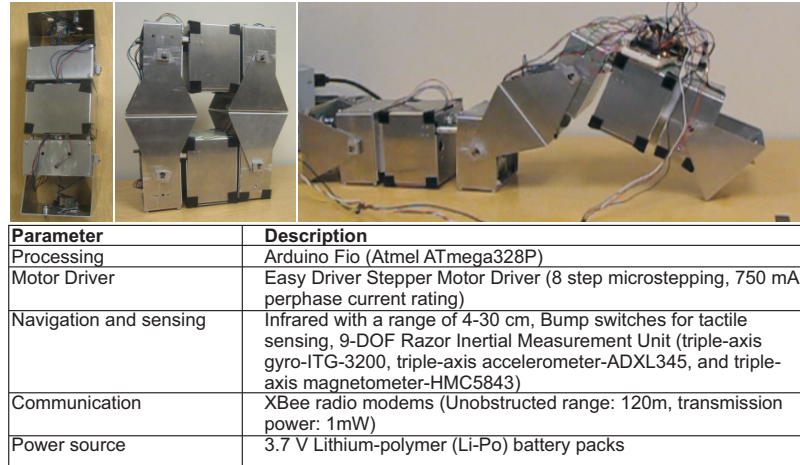 Parameter Description
Processing Arduino Fio (Atmel ATmega328P)
Motor Driver Easy Driver Stepper Motor Driver (8 step microstepping, 750 mA
perphase current rating)
Navigation and sensing Infrared with a range of 4-30 cm, Bump switches for tactile
sensing, 9-DOF Razor Inertial Measurement Unit (triple-axis
gyro-ITG-3200, triple-axis accelerometer-ADXL345, and triple-
axis magnetometer-HMC5843)
Communication XBee radio modems (Unobstructed range: 120m, transmission
power: 1mW)
Power source 3.7 V Lithium-polymer (Li-Po) battery packs